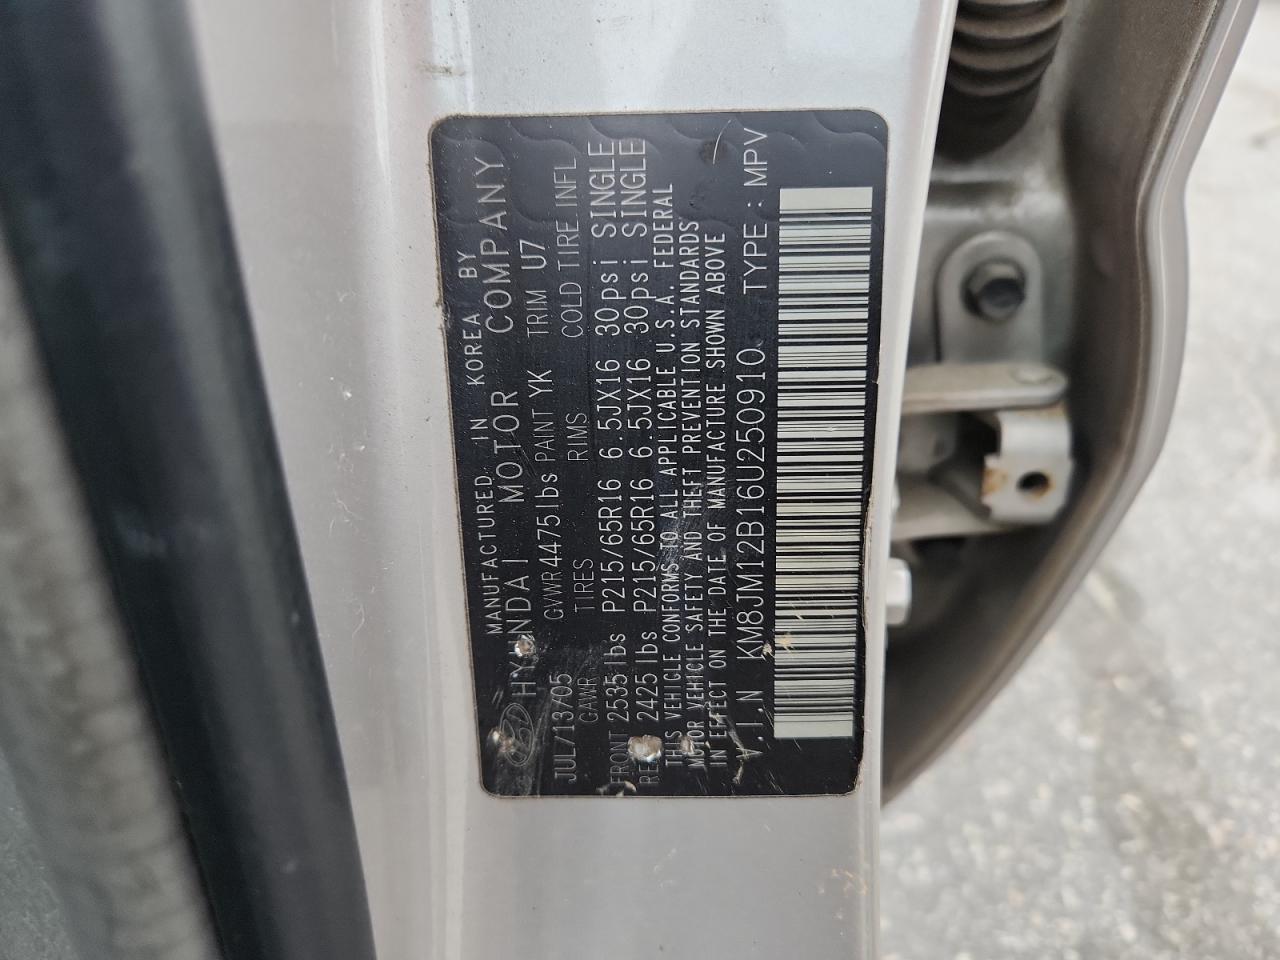 MANUFACTURED IN KOREA BY
HYUNDAI MOTOR COMPANY
JUL/13/05 GVWR 4475lbs PAINT YK TRIM U7
GAWR TIRES RIMS COLD TIRE INFL
FRONT 2535lbs P215/65R16 6.5JX16 30psi SINGLE
2425lbs P215/65R16 6.5JX16 30psi SINGLE
THIS VEHICLE CONFORMS TO ALL APPLICABLE U.S.A. FEDERAL
MOTOR VEHICLE SAFETY AND THEFT PREVENTION STANDARDS
IN EFFECT ON THE DATE OF MANUFACTURE SHOWN ABOVE
V.I.N KM8JM12B16U250910 TYPE : MPV